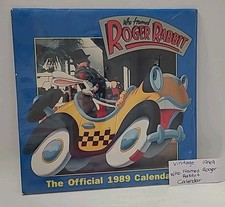 Who Framed
ROGER RABBIT
The Official 1989 Calendar
Vintage 1989
Who Framed Roger
Rabbit
Calendar